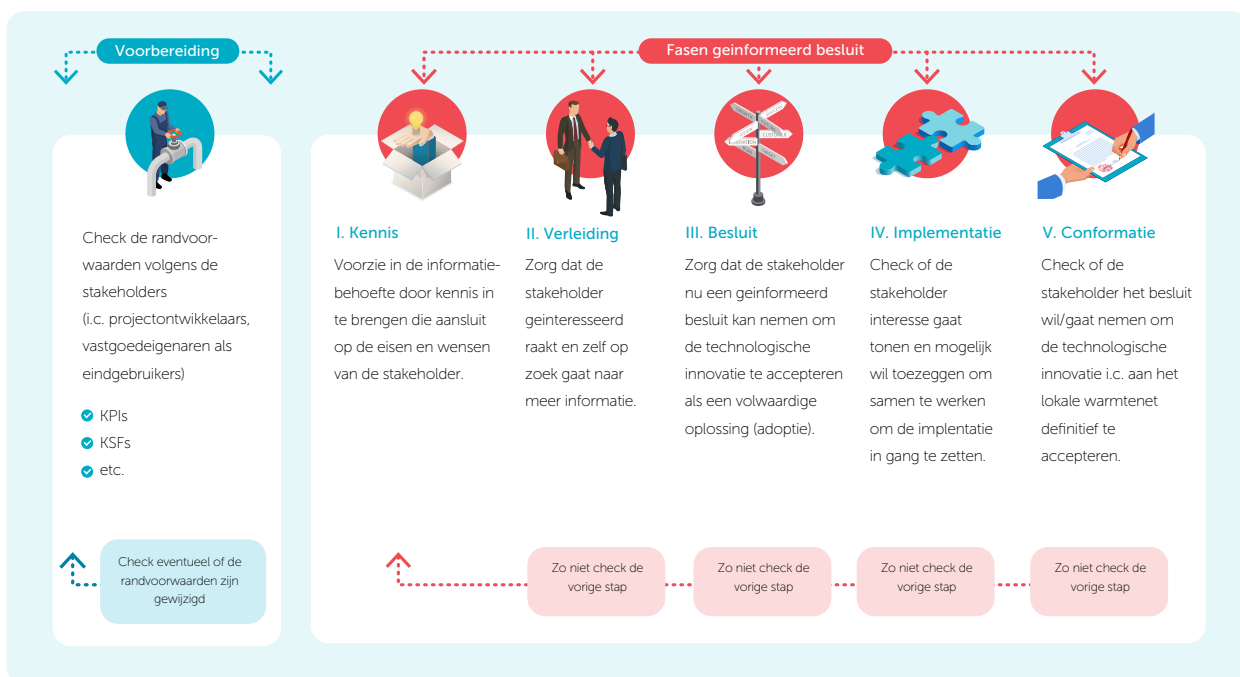 Voorbereiding
Fasen geinformeerd besluit
Check de randvoor-
waarden volgens de
stakeholders
(i.c. projectontwikkelaars,
vastgoedeigenaren als
eindgebruikers)
KPIs
KSFs
etc.
Check eventueel of de
randvoorwaarden zijn
gewijzigd
I. Kennis
Voorzie in de informatie-
behoefte door kennis in
te brengen die aansluit
op de eisen en wensen
van de stakeholder.
II. Verleiding
Zorg dat de
stakeholder
geinteresseerd
raakt en zelf op
zoek gaat naar
meer informatie.
Zo niet check de
vorige stap
CUSTOMER
III. Besluit
Zorg dat de stakeholder
nu een geinformeerd
besluit kan nemen om
de technologische
innovatie te accepteren
als een volwaardige
oplossing (adoptie).
Zo niet check de
vorige stap
IV. Implementatie
Check of de
stakeholder
interesse gaat
tonen en mogelijk
wil toezeggen om
samen te werken
om de implentatie
in gang te zetten.
Zo niet check de
vorige stap
V. Conformatie
Check of de
stakeholder het besluit
wil/gaat nemen om
de technologische
innovatie i.c. aan het
lokale warmtenet
definitief te
accepteren.
Zo niet check de
vorige stap